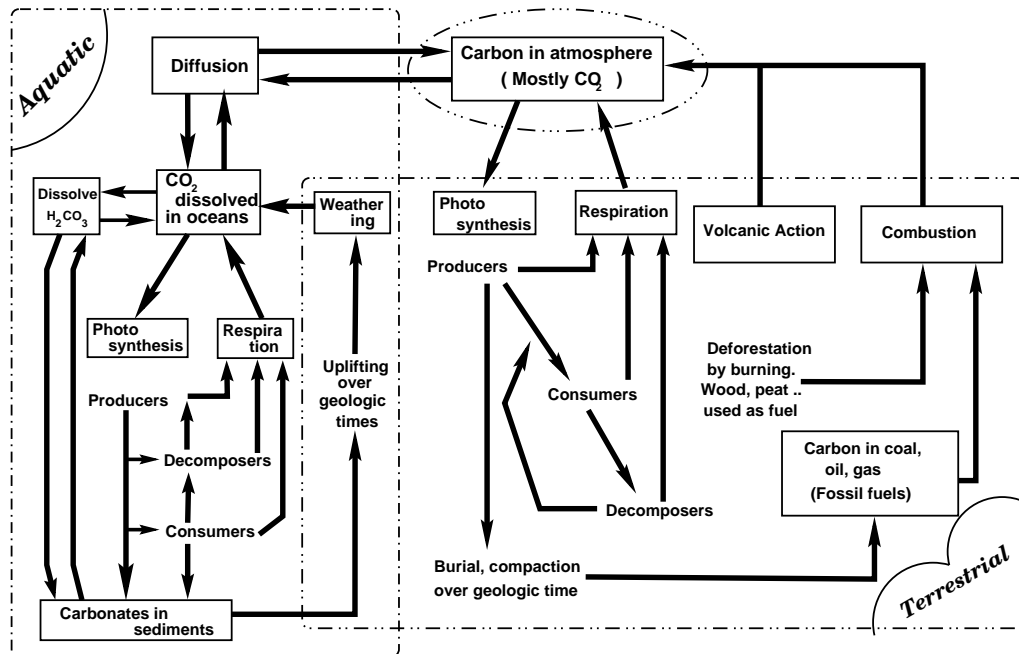 Aquatic
Diffusion
Carbon in atmosphere
( Mostly CO2 )
Dissolve
H2CO3
CO2
dissolved
in oceans
Weather
ing
Photo
synthesis
Respiration
Volcanic Action
Combustion
Producers
Photo
synthesis
Respira
tion
Uplifting
over
geologic
times
Deforestation
by burning.
Wood, peat ..
used as fuel
Consumers
Producers
Carbon in coal,
oil, gas
(Fossil fuels)
Decomposers
Decomposers
Consumers
Burial, compaction
over geologic time
Carbonates in
sediments
Terrestrial